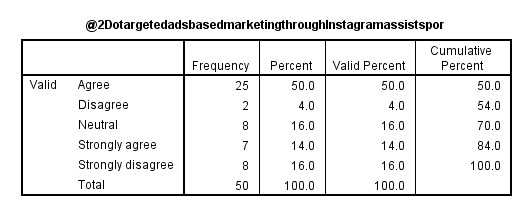 @2DotargetedadsbasedmarketingthroughInstagramassistspor
Frequency Percent Valid Percent Cumulative Percent
Valid Agree 25 50.0 50.0 50.0
Disagree 2 4.0 4.0 54.0
Neutral 8 16.0 16.0 70.0
Strongly agree 7 14.0 14.0 84.0
Strongly disagree 8 16.0 16.0 100.0
Total 50 100.0 100.0